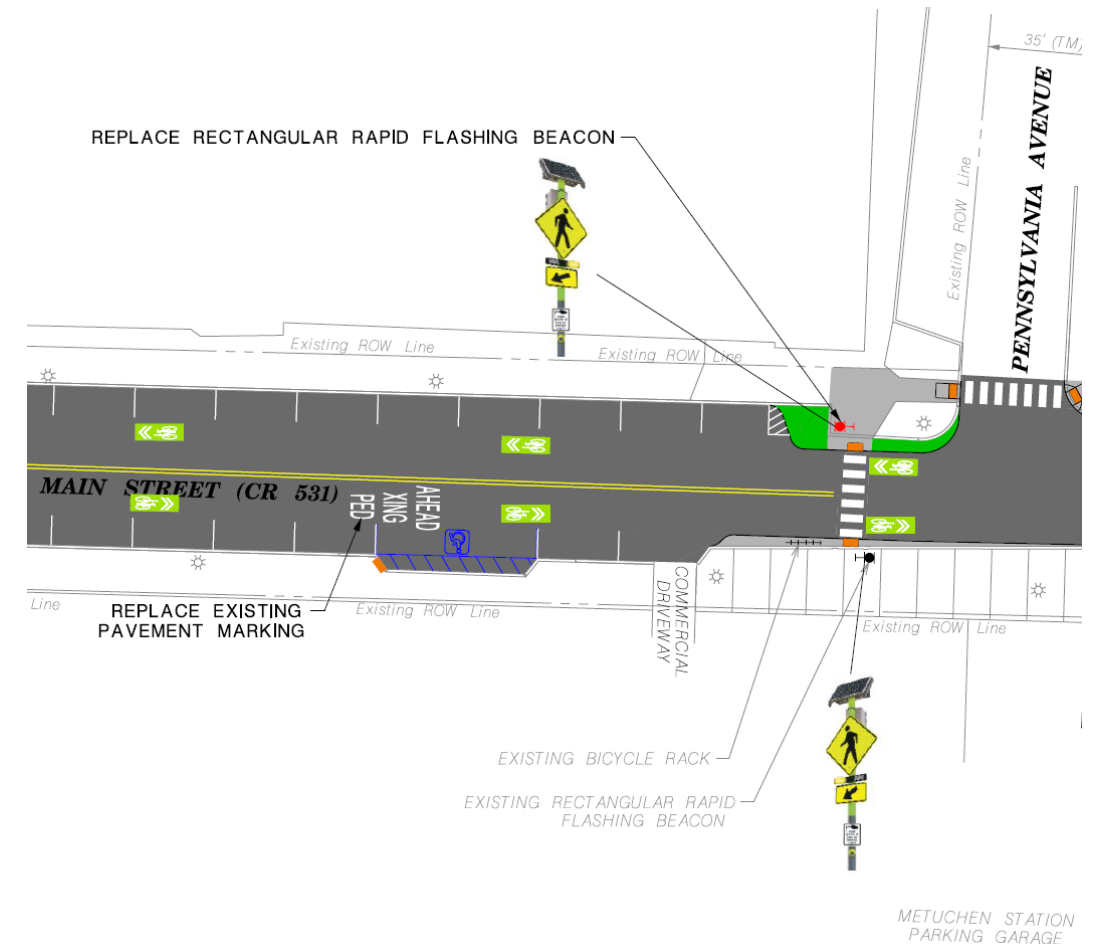 35' (TM)
PENNSYLVANIA AVENUE
Existing ROW Line
REPLACE RECTANGULAR RAPID FLASHING BEACON
Existing ROW Line
Existing ROW Line
MAIN STREET (CR 531)
AHEAD
XING
PED
Line
REPLACE EXISTING
PAVEMENT MARKING
Existing ROW Line
COMMERCIAL
DRIVEWAY
Existing ROW Line
EXISTING BICYCLE RACK
EXISTING RECTANGULAR RAPID
FLASHING BEACON
METUCHEN STATION
PARKING GARAGE